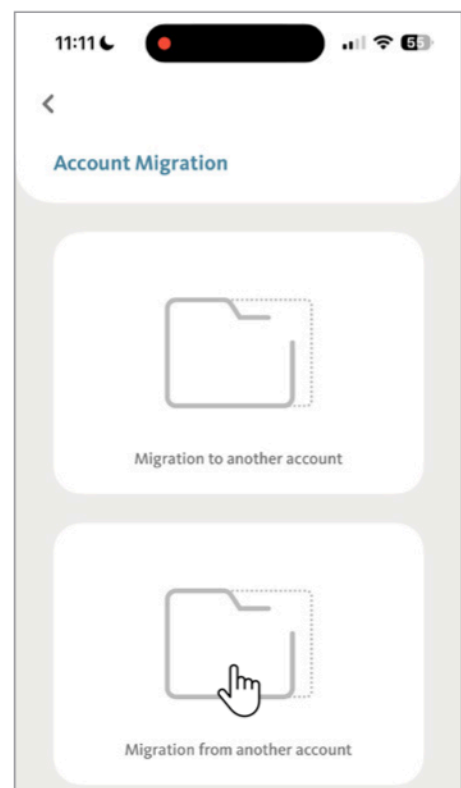 11:11
55
Account Migration
Migration to another account
Migration from another account